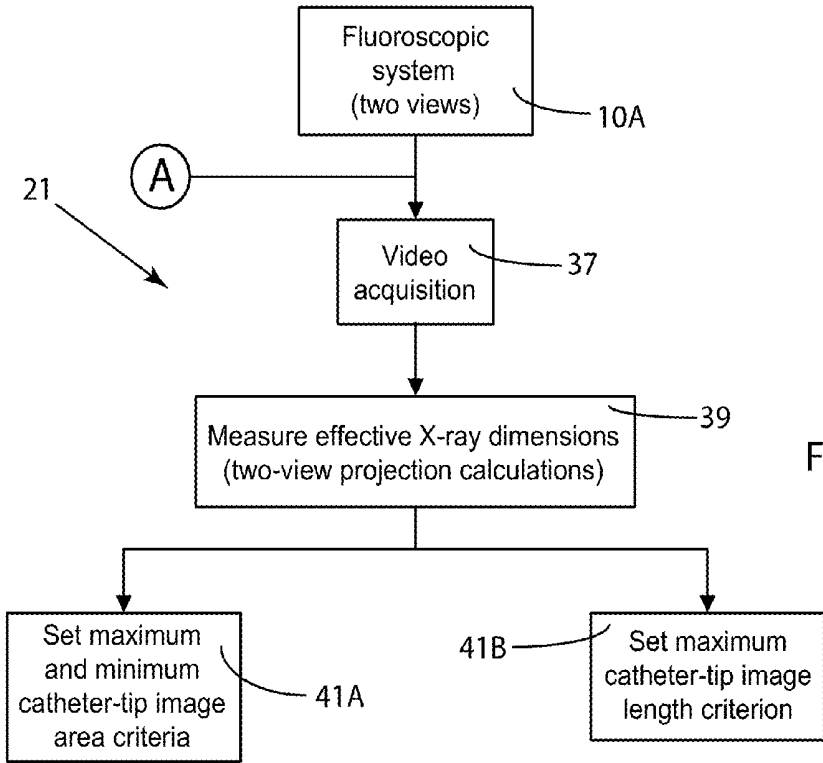 Fluoroscopic
system
(two views)
10A
A
21
Video
acquisition
37
Measure effective X-ray dimensions
(two-view projection calculations)
39
F
Set maximum
and minimum
catheter-tip image
area criteria
41A
41B
Set maximum
catheter-tip image
length criterion